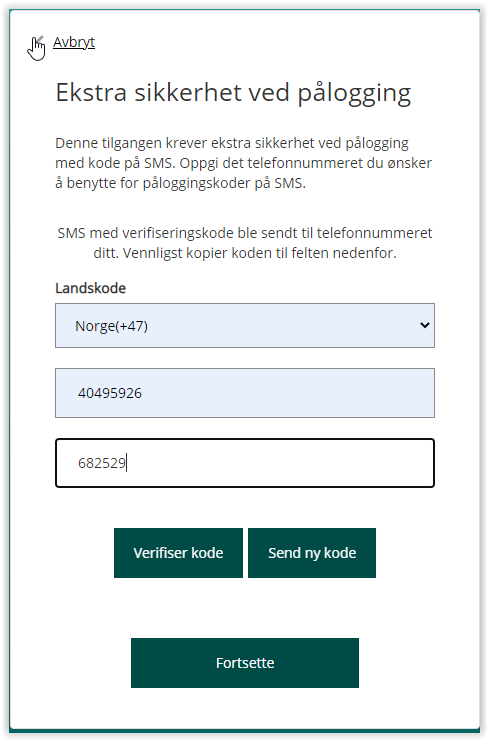 Avbryt
Ekstra sikkerhet ved pålogging
Denne tilgangen krever ekstra sikkerhet ved pålogging
med kode på SMS. Oppgi det telefonnummeret du ønsker
å benytte for påloggingskoder på SMS.
SMS med verifiseringskode ble sendt til telefonnummeret
ditt. Vennligst kopier koden til felten nedenfor.
Landskode
Norge(+47)
40495926
682529
Verifiser kode Send ny kode
Fortsette